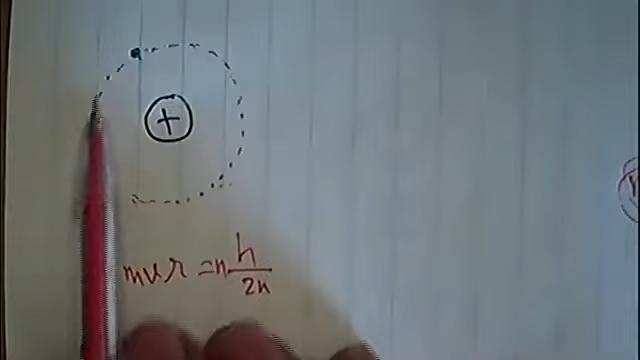 +
mvr = n h/2π